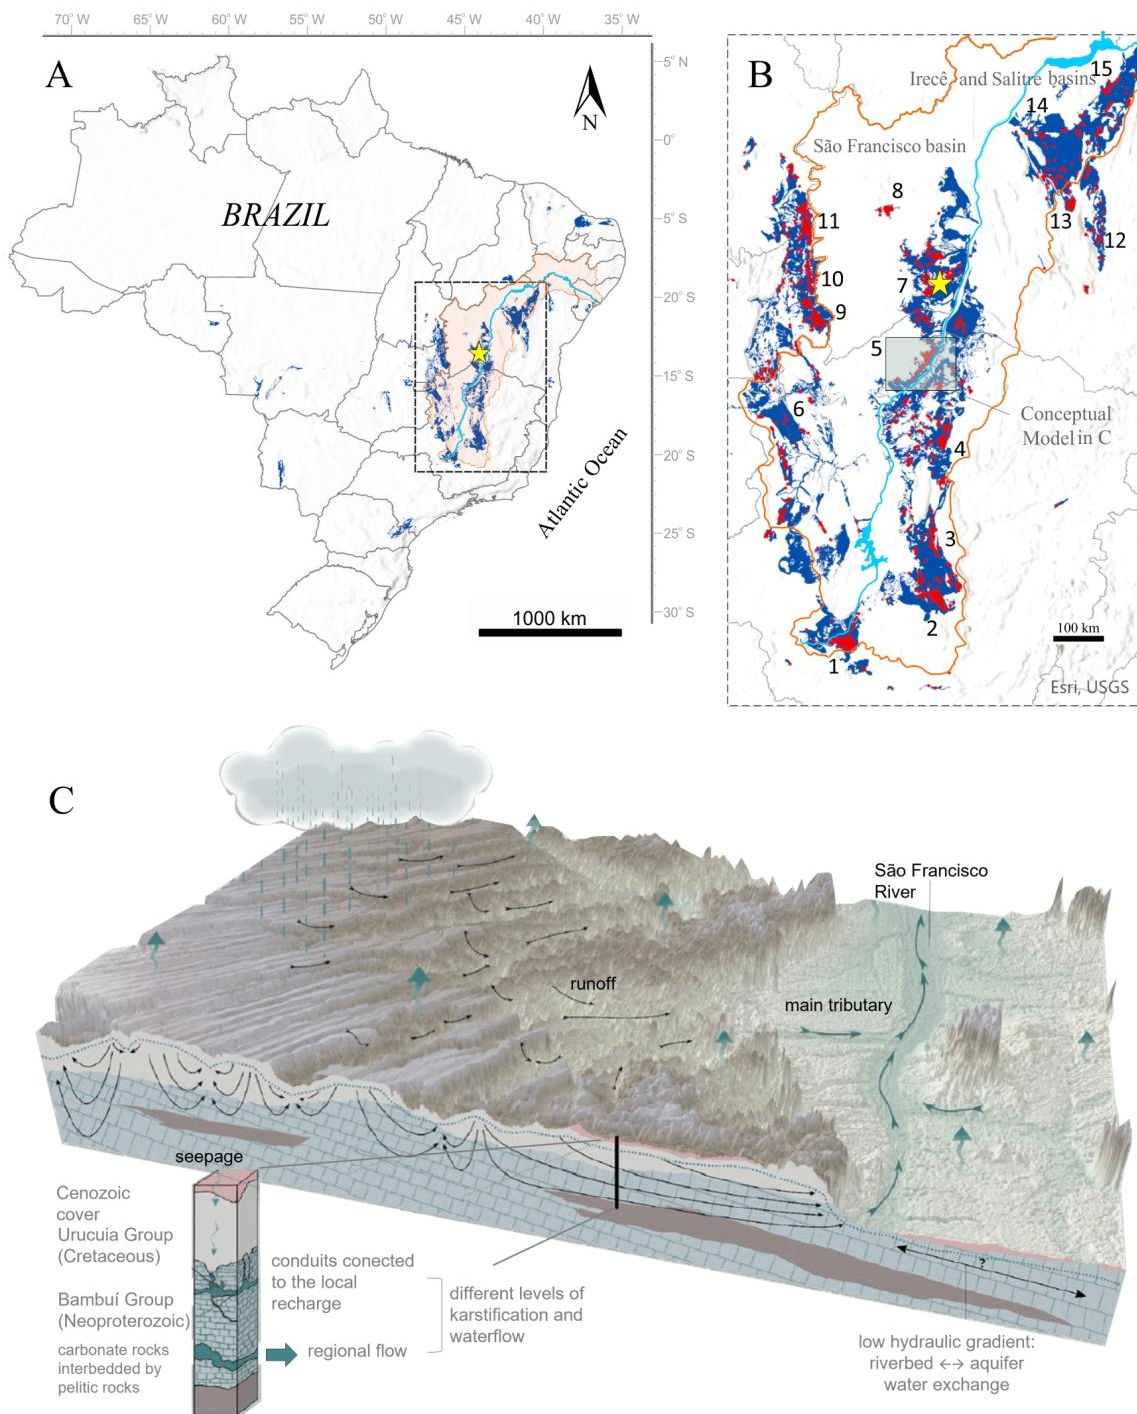 70° W 65° W 60° W 55° W 50° W 45° W 40° W 35° W
A
N
BRAZIL
Atlantic Ocean
1000 km
5° N
0°
5° S
20° S
15° S
20° S
25° S
30° S
B
15
Irecê and Salitre basins
14
São Francisco basin
8
11
13
12
10
7
9
5
6
Conceptual
Model in C
4
3
2
1
100 km
Esri, USGS
C
São Francisco
River
runoff
main tributary
seepage
Cenozoic
cover
Urucuia Group
(Cretaceous)
Bambuí Group
(Neoproterozoic)
carbonate rocks
interbedded by
pelitic rocks
conduits conected
to the local
recharge
regional flow
different levels of
karstification and
waterflow
?
low hydraulic gradient:
riverbed ↔ aquifer
water exchange